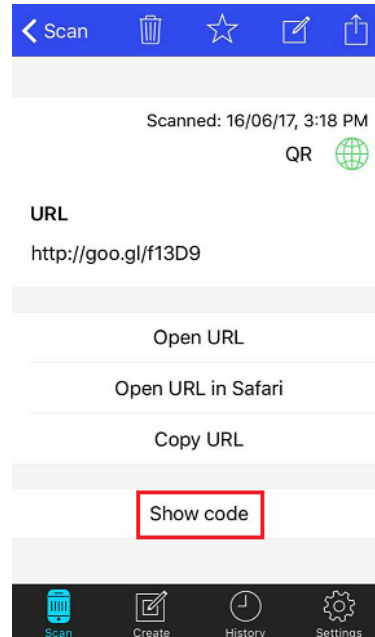 Scan
Scanned: 16/06/17, 3:18 PM
QR
URL
http://goo.gl/f13D9
Open URL
Open URL in Safari
Copy URL
Show code
Scan Create History Settings